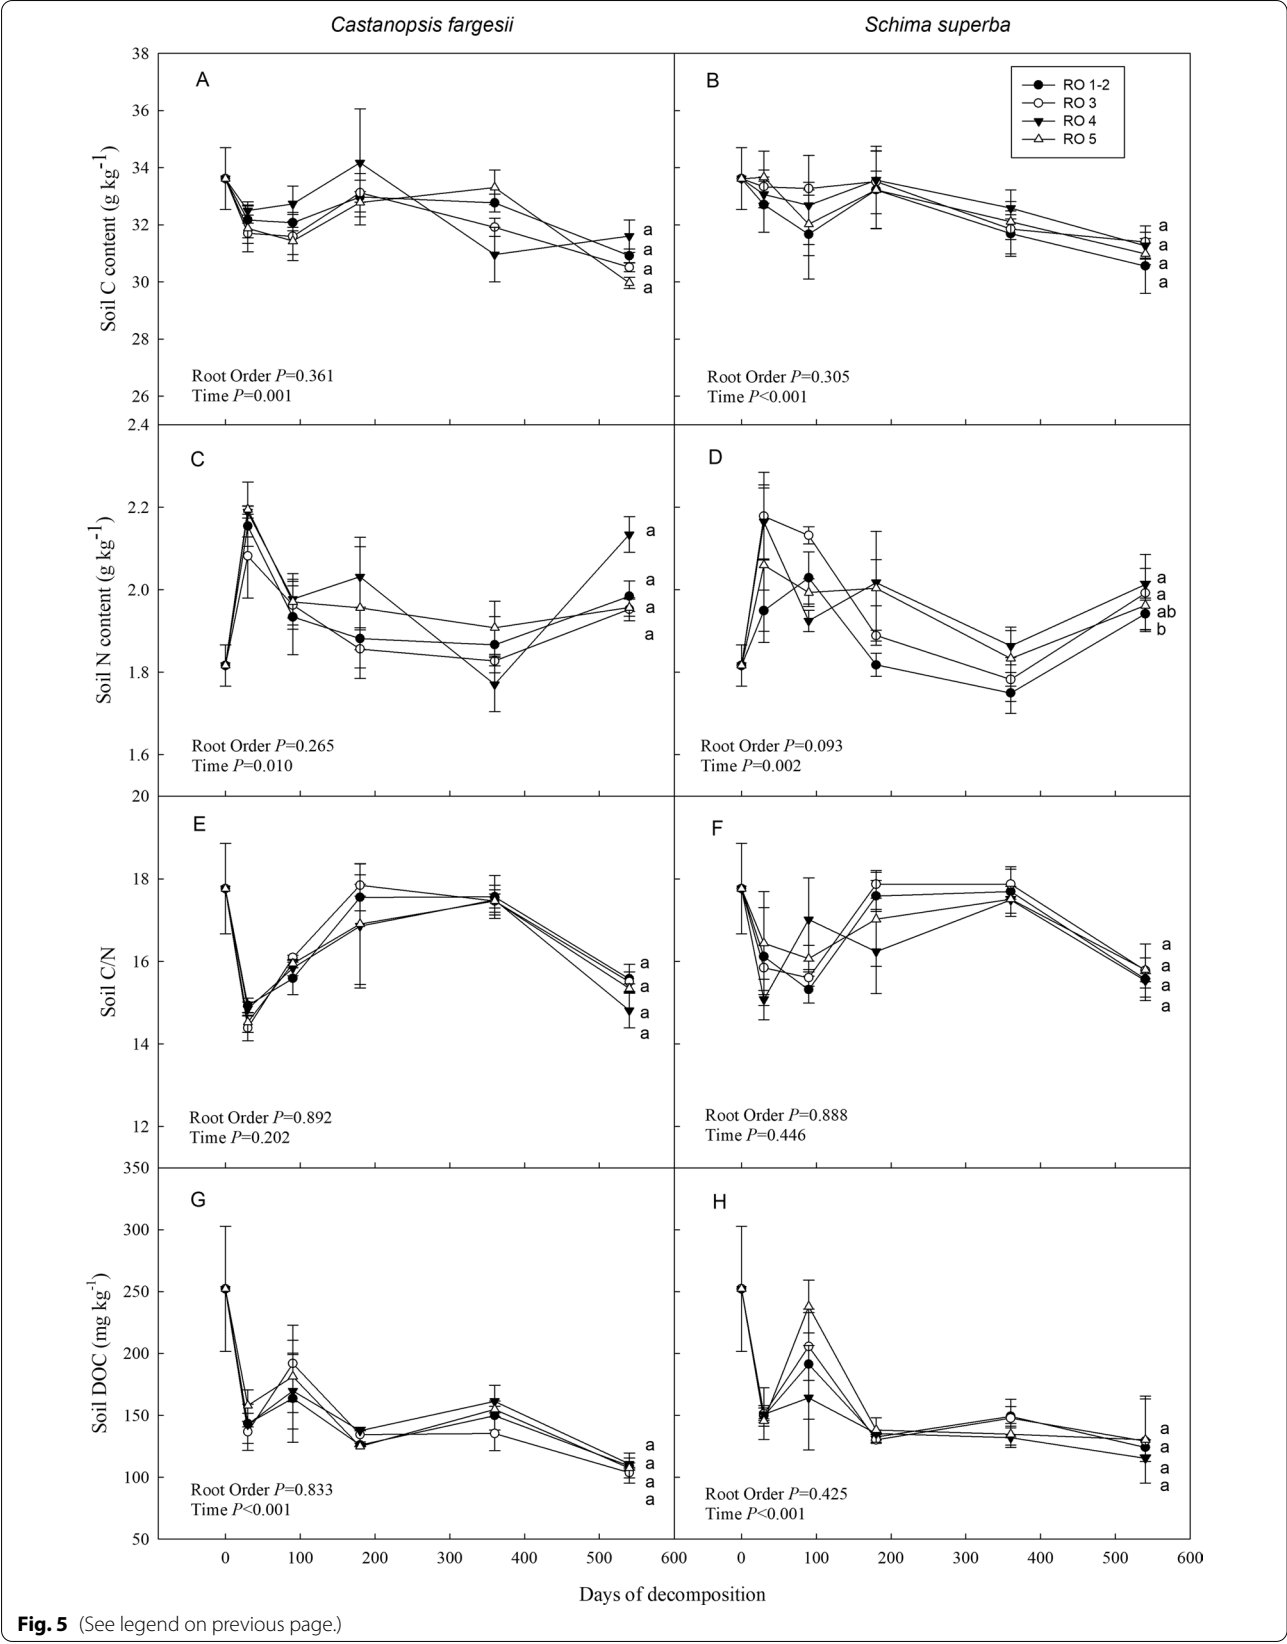 Castanopsis fargesii
Schima superba
38
36
34
32
30
28
26
Soil C content (g kg-1)
A
a
a
a
a
Root Order P=0.361
Time P=0.001
B
RO 1-2
RO 3
RO 4
RO 5
a
a
a
a
Root Order P=0.305
Time P<0.001
2.4
2.2
2.0
1.8
1.6
Soil N content (g kg-1)
C
a
a
a
a
Root Order P=0.265
Time P=0.010
D
a
a
ab
b
Root Order P=0.093
Time P=0.002
20
18
16
14
12
Soil C/N
E
a
a
a
a
Root Order P=0.892
Time P=0.202
F
a
a
a
a
Root Order P=0.888
Time P=0.446
350
300
250
200
150
100
50
Soil DOC (mg kg-1)
G
a
a
a
a
Root Order P=0.833
Time P<0.001
H
a
a
a
a
Root Order P=0.425
Time P<0.001
0 100 200 300 400 500 600
0 100 200 300 400 500 600
Days of decomposition
Fig. 5 (See legend on previous page.)